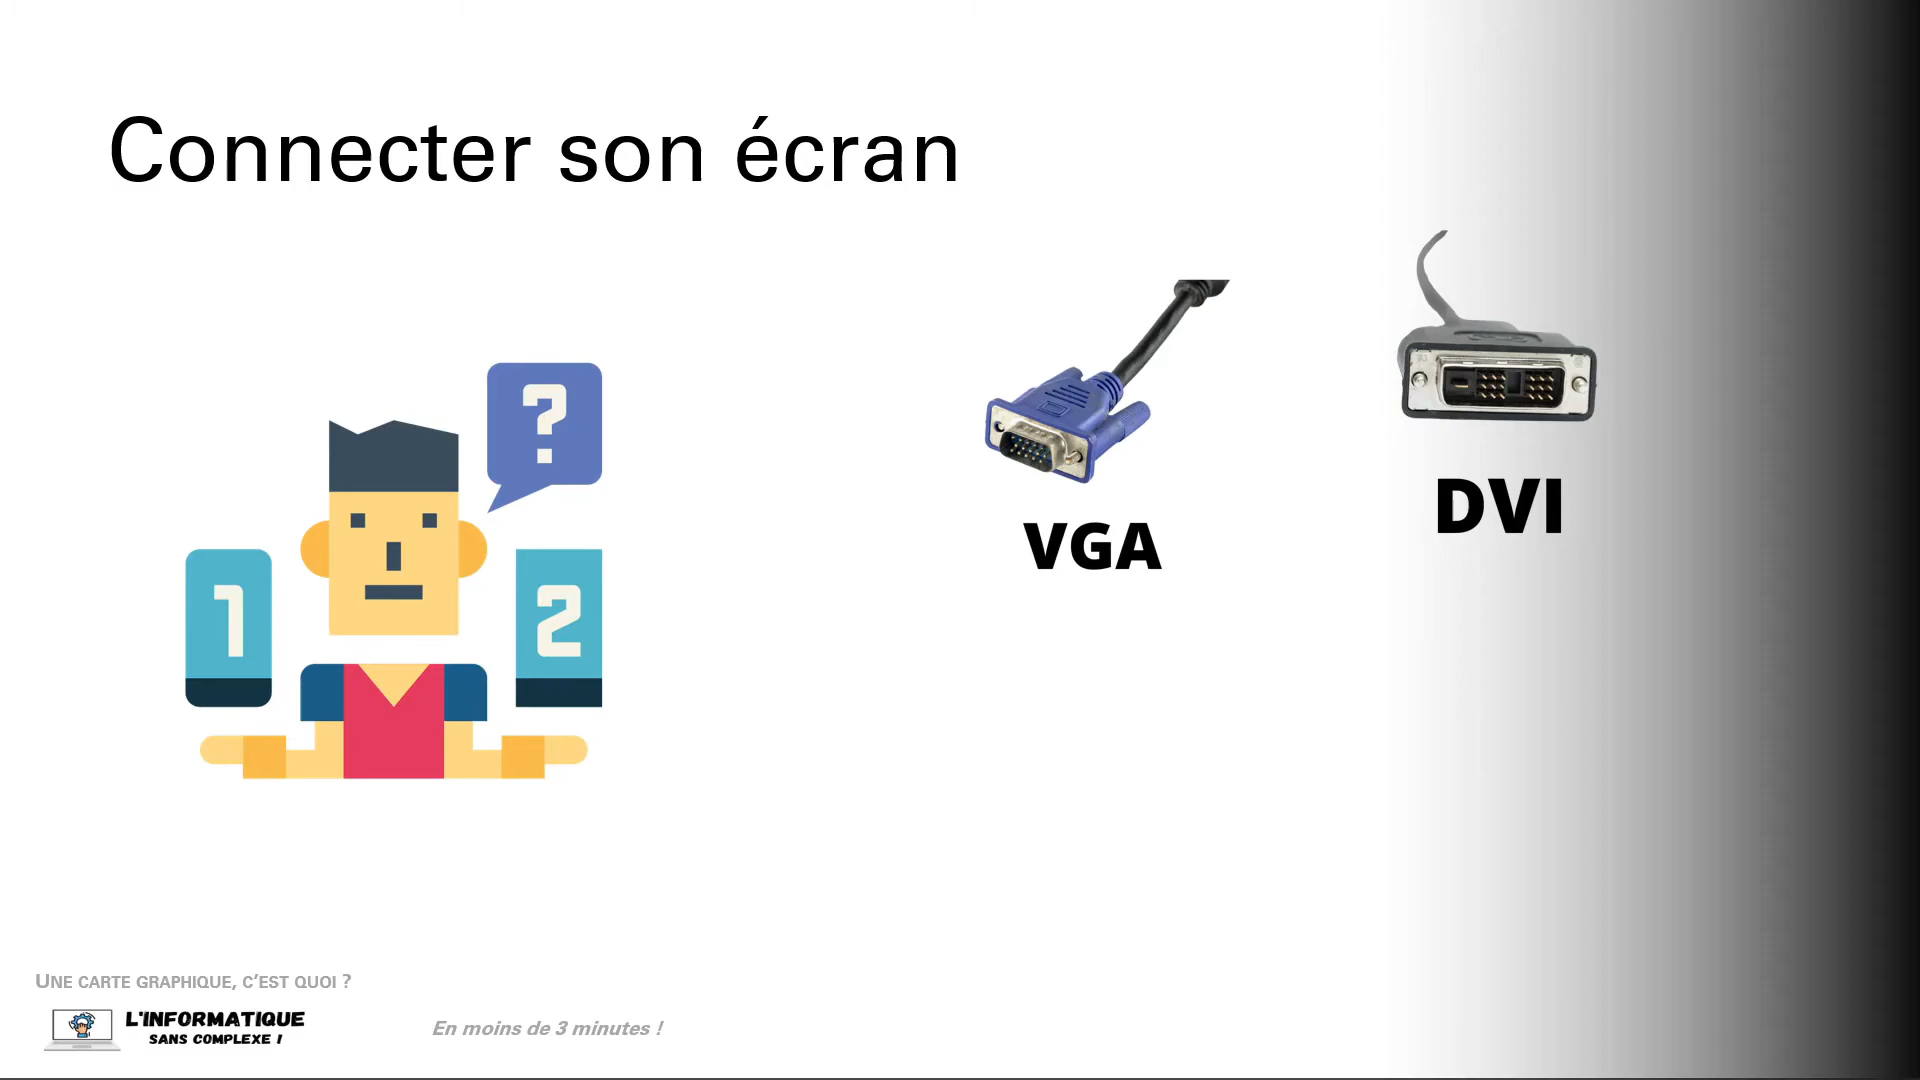 Connecter son écran
?
1
2
VGA
DVI
UNE CARTE GRAPHIQUE, C'EST QUOI ?
L'INFORMATIQUE
SANS COMPLEXE !
En moins de 3 minutes !